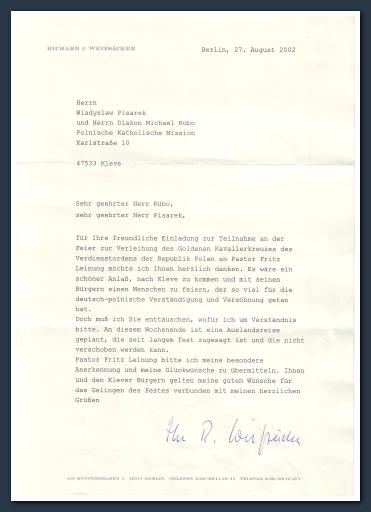 RICHARD v. WEIZSÄCKER
Berlin, 27. August 2002
Herrn
Wladyslaw Pisarek
und Herrn Diakon Michael Rübo
Polnische Katholische Mission
Karlstraße 10
47533 Kleve
Sehr geehrter Herr Rübo,
sehr geehrter Herr Pisarek,
für Ihre freundliche Einladung zur Teilnahme an der
Feier zur Verleihung des Goldenen Kavalierkreuzes des
Verdienstordens der Republik Polen an Pastor Fritz
Leinung möchte ich Ihnen herzlich danken. Es wäre ein
schöner Anlaß, nach Kleve zu kommen und mit seinen
Bürgern einen Menschen zu feiern, der so viel für die
deutsch-polnische Verständigung und Versöhnung getan
hat.
Doch muß ich Sie enttäuschen, wofür ich um Verständnis
bitte. An diesem Wochenende ist eine Auslandsreise
geplant, die seit langem fest zugesagt ist und die nicht
verschoben werden kann.
Pastor Fritz Leinung bitte ich meine besondere
Anerkennung und meine Glückwünsche zu übermitteln. Ihnen
und den Klever Bürgern gelten meine guten Wünsche für
das Gelingen des Festes verbunden mit meinen herzlichen
Grüßen
Ihr R. Weizsäcker
AM KUPFERGRABEN 7 10117 BERLIN TELEFON TELEFAX